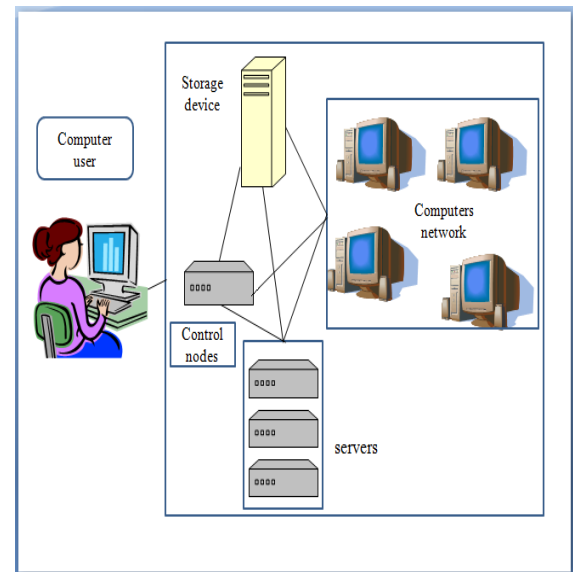 Storage
device
Computer
user
Computers
network
Control
nodes
servers